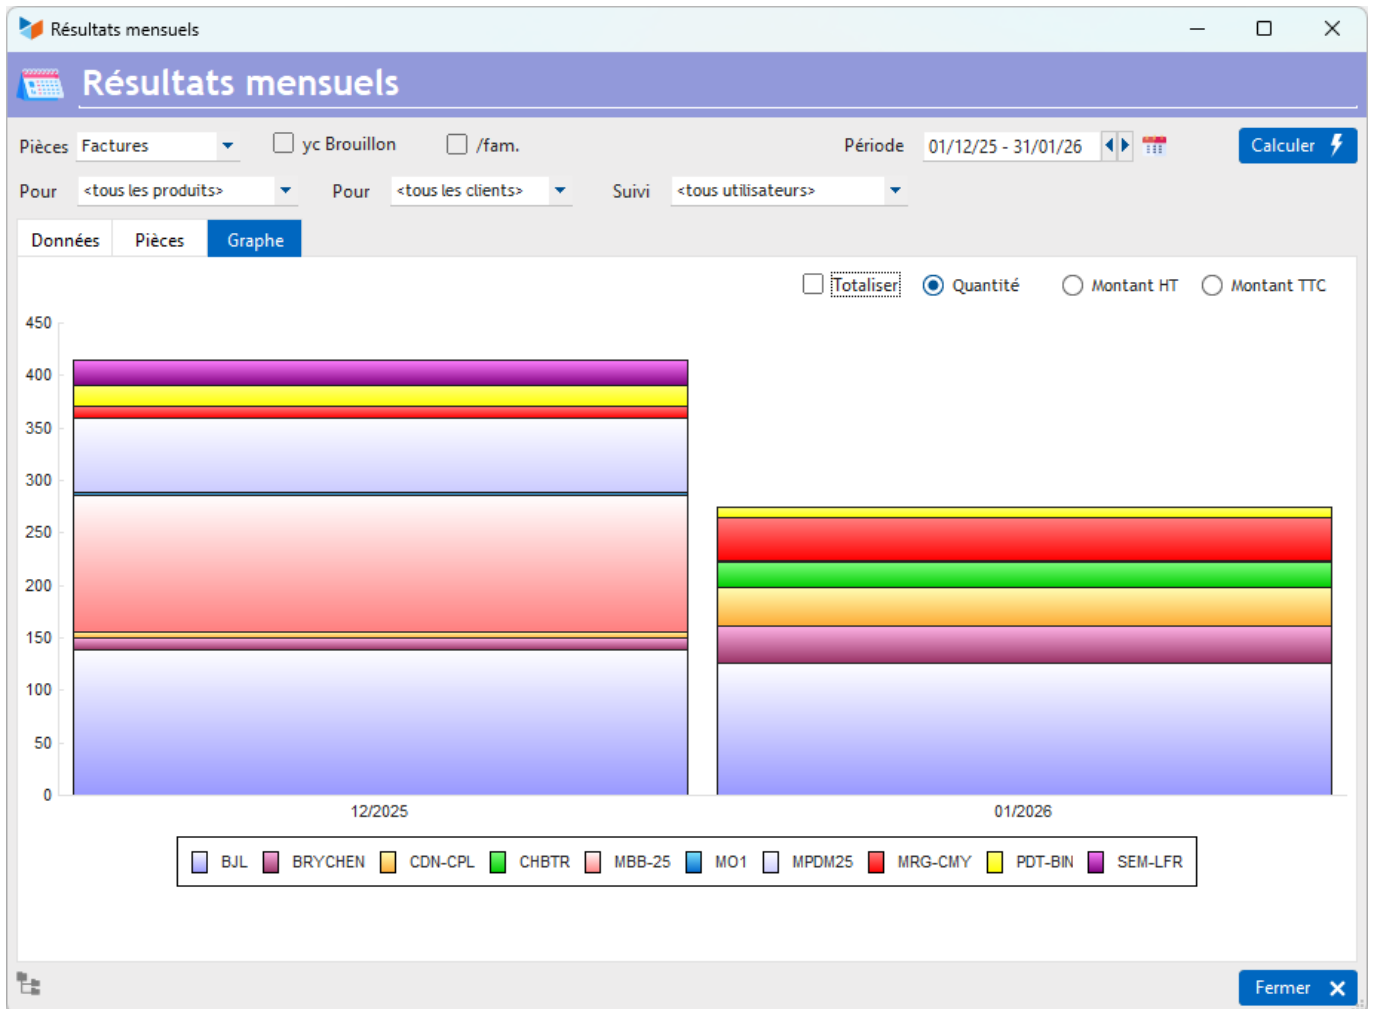 Résultats mensuels
Résultats mensuels
Pièces Factures yc Brouillon /fam. Période 01/12/25 - 31/01/26 Calculer
Pour <tous les produits> Pour <tous les clients> Suivi <tous utilisateurs>
Données Pièces Graphe
Totaliser Quantité Montant HT Montant TTC
450
400
350
300
250
200
150
100
50
0
12/2025 01/2026
BJL BRYCHEN CDN-CPL CHBTR MBB-25 MO1 MPDM25 MRG-CMY PDT-BIN SEM-LFR
Fermer